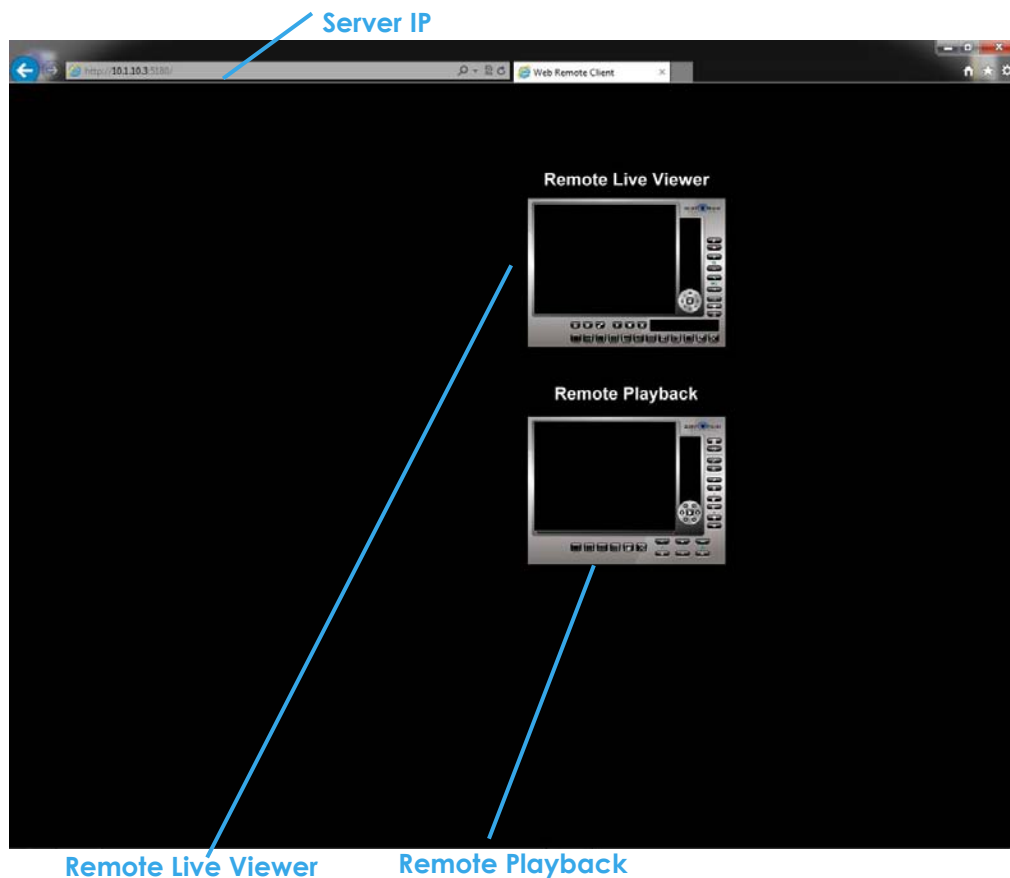 Server IP
http://10.1.10.3:5180/
Web Remote Client
Remote Live Viewer
Remote Playback
Remote Live Viewer
Remote Playback